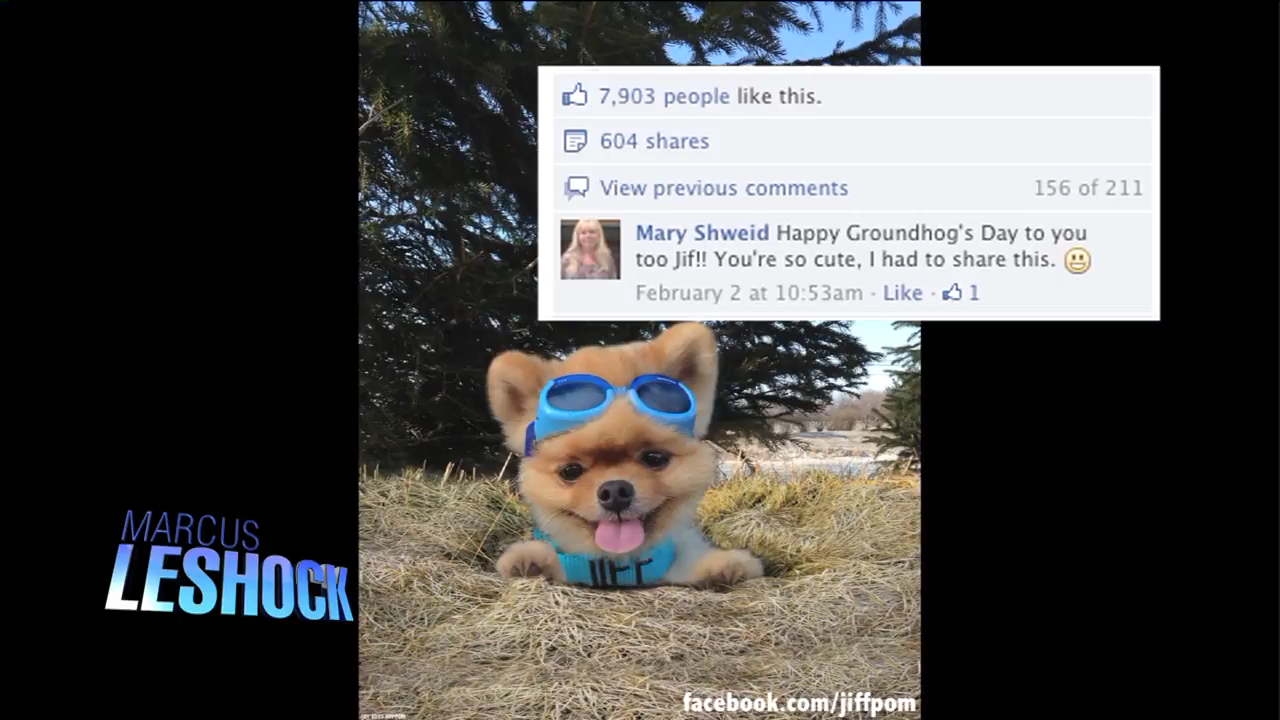 7,903 people like this.
604 shares
View previous comments 156 of 211
Mary Shweid Happy Groundhog's Day to you
too Jif!! You're so cute, I had to share this.
February 2 at 10:53am · Like · 1
MARCUS
LESHOCK
JIFF
facebook.com/jiffpom